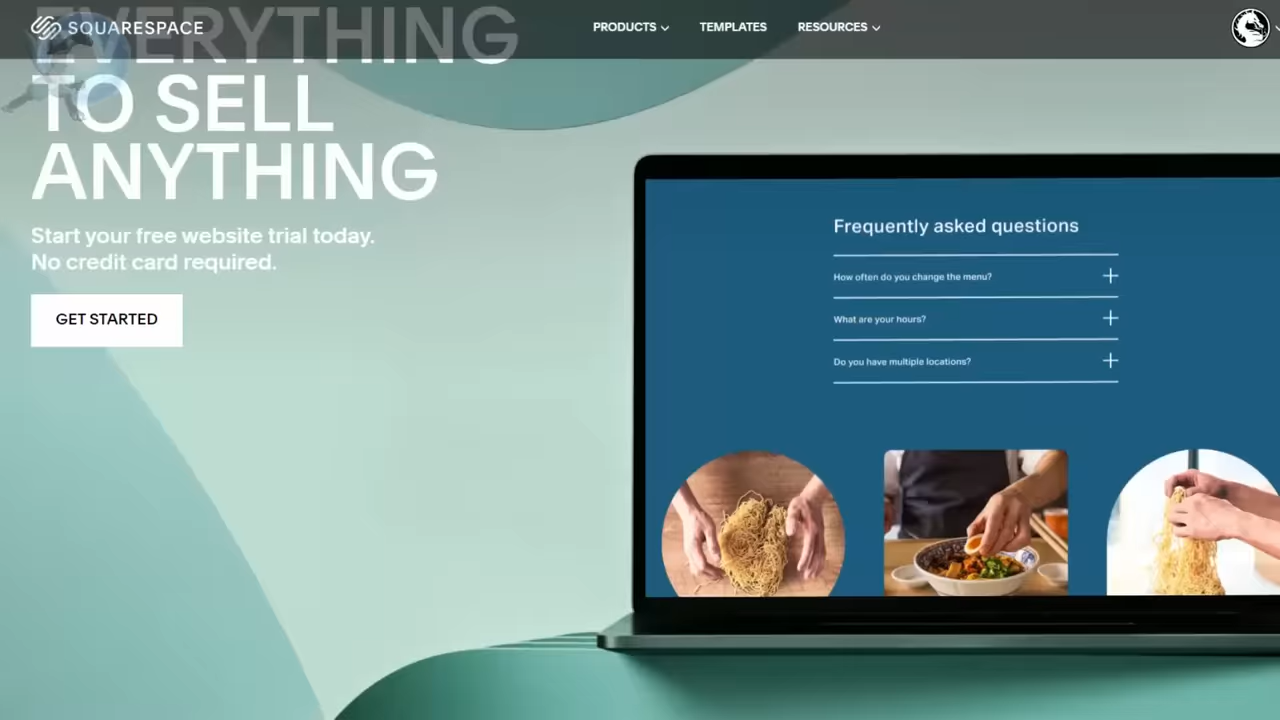 SQUARESPACE
PRODUCTS
TEMPLATES
RESOURCES
EVERYTHING
TO SELL
ANYTHING
Start your free website trial today.
No credit card required.
GET STARTED
Frequently asked questions
How often do you change the menu?
What are your hours?
Do you have multiple locations?